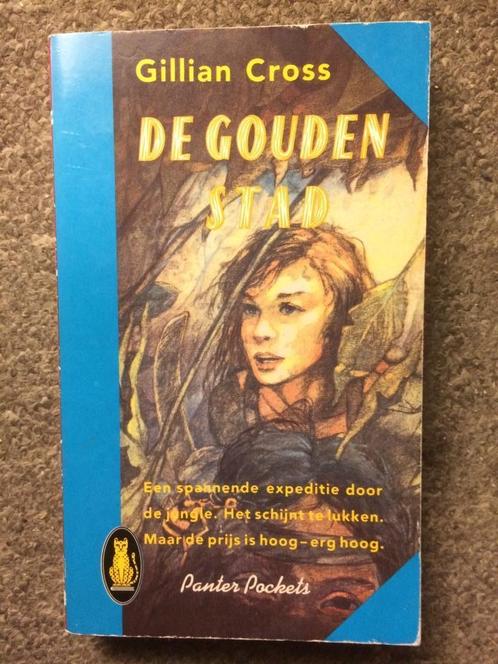 Gillian Cross
DE GOUDEN
STAD
Een spannende expeditie door
de jungle. Het schijnt te lukken.
Maar de prijs is hoog – erg hoog.
Panter Pockets